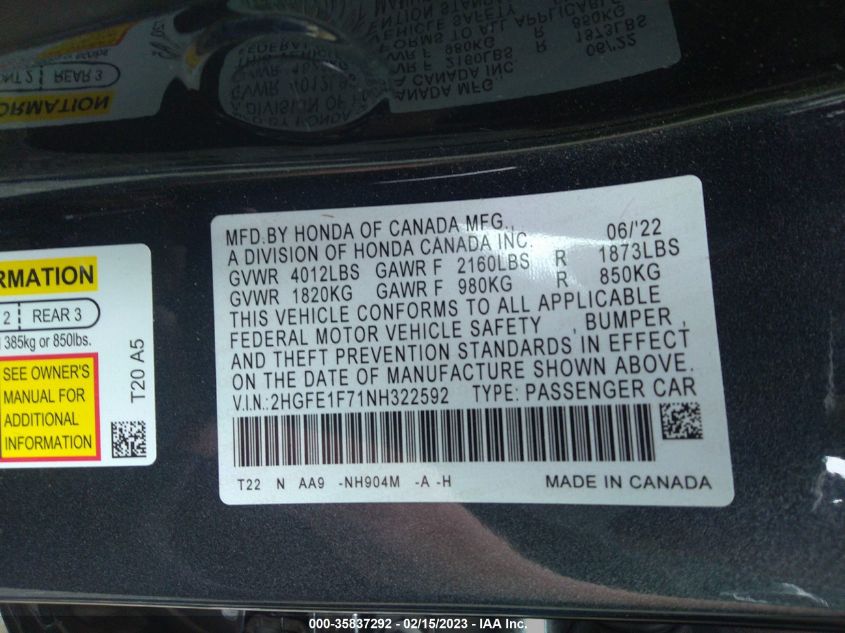 MFD.BY HONDA OF CANADA MFG., 06/'22
A DIVISION OF HONDA CANADA INC.
GVWR 4012LBS GAWR F 2160LBS R 1873LBS
GVWR 1820KG GAWR F 980KG R 850KG
THIS VEHICLE CONFORMS TO ALL APPLICABLE
FEDERAL MOTOR VEHICLE SAFETY , BUMPER ,
AND THEFT PREVENTION STANDARDS IN EFFECT
ON THE DATE OF MANUFACTURE SHOWN ABOVE.
V.I.N.:2HGFE1F71NH322592 TYPE: PASSENGER CAR
T22 N AA9 -NH904M -A -H MADE IN CANADA
RMATION
2 REAR 3
385kg or 850lbs.
SEE OWNER'S
MANUAL FOR
ADDITIONAL
INFORMATION
T20 A5
000-35837292 - 02/15/2023 - IAA Inc.